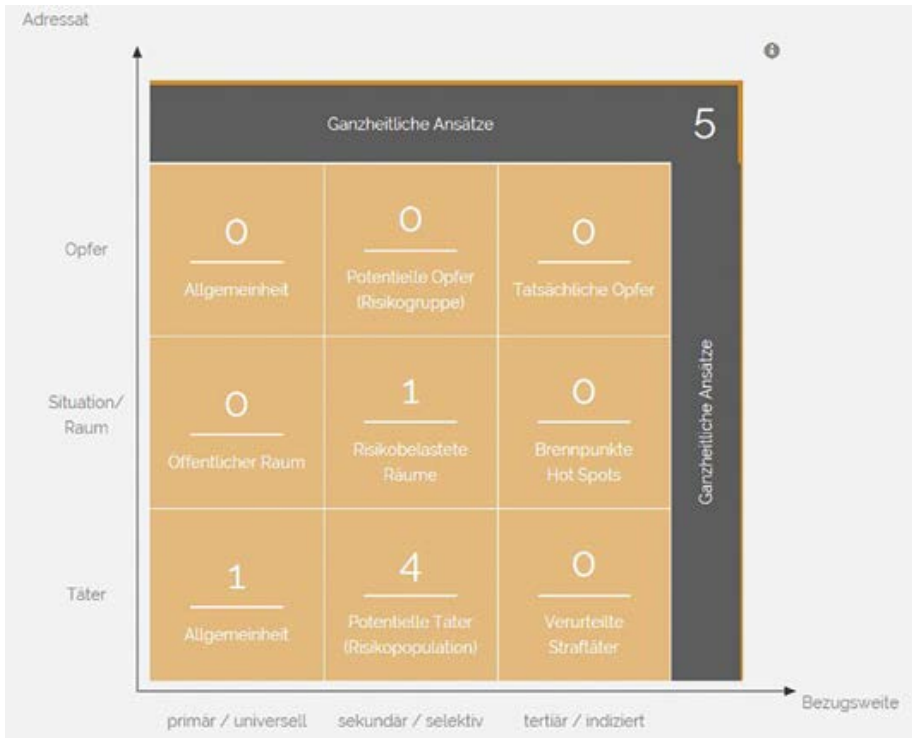 Adressat
Ganzheitliche Ansätze
5
Opfer
0
Allgemeinheit
0
Potentielle Opfer
(Risikogruppe)
0
Tatsächliche Opfer
Ganzheitliche Ansätze
Situation/
Raum
0
Öffentlicher Raum
1
Risikobelastete
Räume
0
Brennpunkte
Hot Spots
Täter
1
Allgemeinheit
4
Potentielle Täter
(Risikopopulation)
0
Verurteilte
Straftäter
Bezugsweite
primär / universell
sekundär / selektiv
tertiär / indiziert